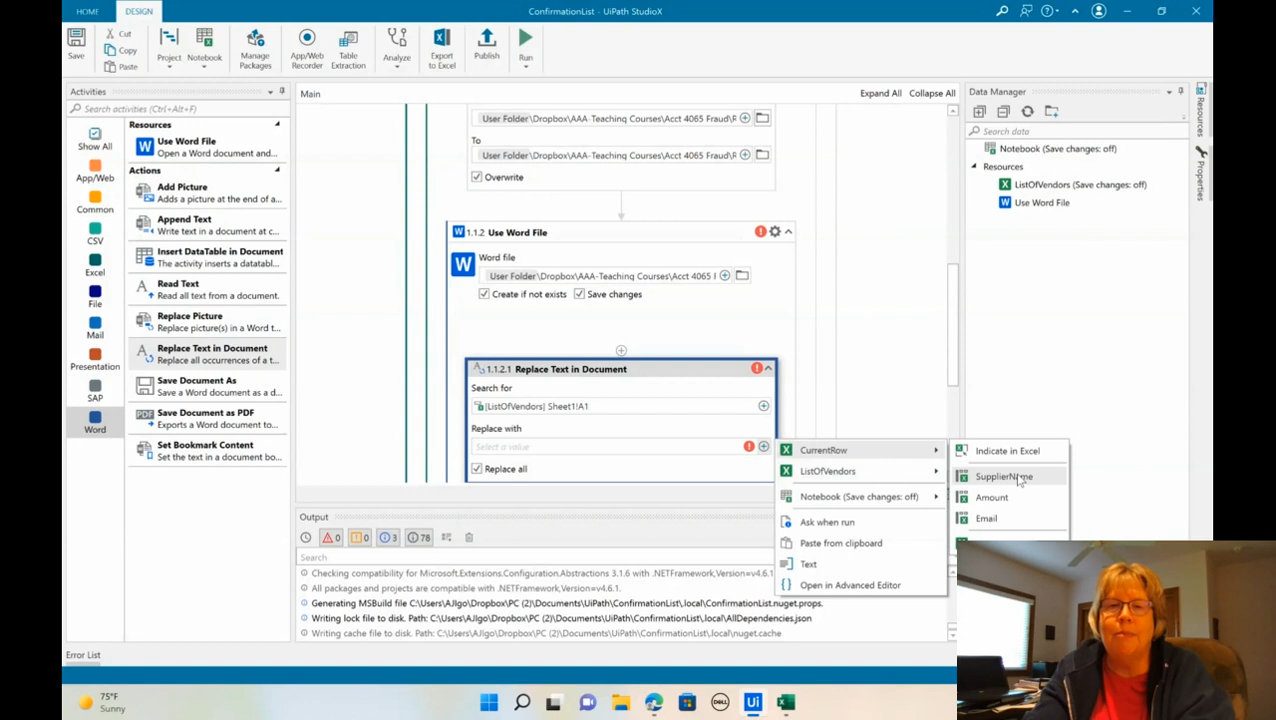 HOME
DESIGN
ConfirmationList - UiPath StudioX
Save
Cut
Copy
Paste
Project
Notebook
Manage Packages
App/Web Recorder
Table Extraction
Analyze
Export to Excel
Publish
Run
Activities
Search activities (Ctrl+Alt+F)
Show All
App/Web
Common
CSV
Excel
File
Mail
Presentation
SAP
Word
Resources
Use Word File
Open a Word document and...
Actions
Add Picture
Adds a picture at the end of a...
Append Text
Write text in a document at c...
Insert DataTable in Document
The activity inserts a datatabl...
Read Text
Read all text from a document.
Replace Picture
Replace picture(s) in a Word t...
Replace Text in Document
Replace all occurrences of a t...
Save Document As
Save a Word document as a d...
Save Document as PDF
Exports a Word document to...
Set Bookmark Content
Set the text in a document bo...
Main
Expand All
Collapse All
User Folder\Dropbox\AAA-Teaching Courses\Acct 4065 Fraud\R
To
User Folder\Dropbox\AAA-Teaching Courses\Acct 4065 Fraud\R
Overwrite
1.1.2 Use Word File
Word file
User Folder\Dropbox\AAA-Teaching Courses\Acct 4065 F
Create if not exists
Save changes
1.1.2.1 Replace Text in Document
Search for
[ListOfVendors] Sheet1!A1
Replace with
Select a value
Replace all
CurrentRow
ListOfVendors
Notebook (Save changes: off)
Ask when run
Paste from clipboard
Text
Open in Advanced Editor
Indicate in Excel
SupplierName
Amount
Email
Data Manager
Search data
Notebook (Save changes: off)
Resources
ListOfVendors (Save changes: off)
Use Word File
Resources
Properties
Output
0
0
3
78
Search
Checking compatibility for Microsoft.Extensions.Configuration.Abstractions 3.1.6 with .NETFramework,Version=v4.6.1.
All packages and projects are compatible with .NETFramework,Version=v4.6.1.
Generating MSBuild file C:\Users\AJIgo\Dropbox\PC (2)\Documents\UiPath\ConfirmationList\.local\ConfirmationList.nuget.g.props.
Writing lock file to disk. Path: C:\Users\AJIgo\Dropbox\PC (2)\Documents\UiPath\ConfirmationList\.local\AllDependencies.json
Writing cache file to disk. Path: C:\Users\AJIgo\Dropbox\PC (2)\Documents\UiPath\ConfirmationList\.local\nuget.cache
Error List
75°F
Sunny
DELL
Ui